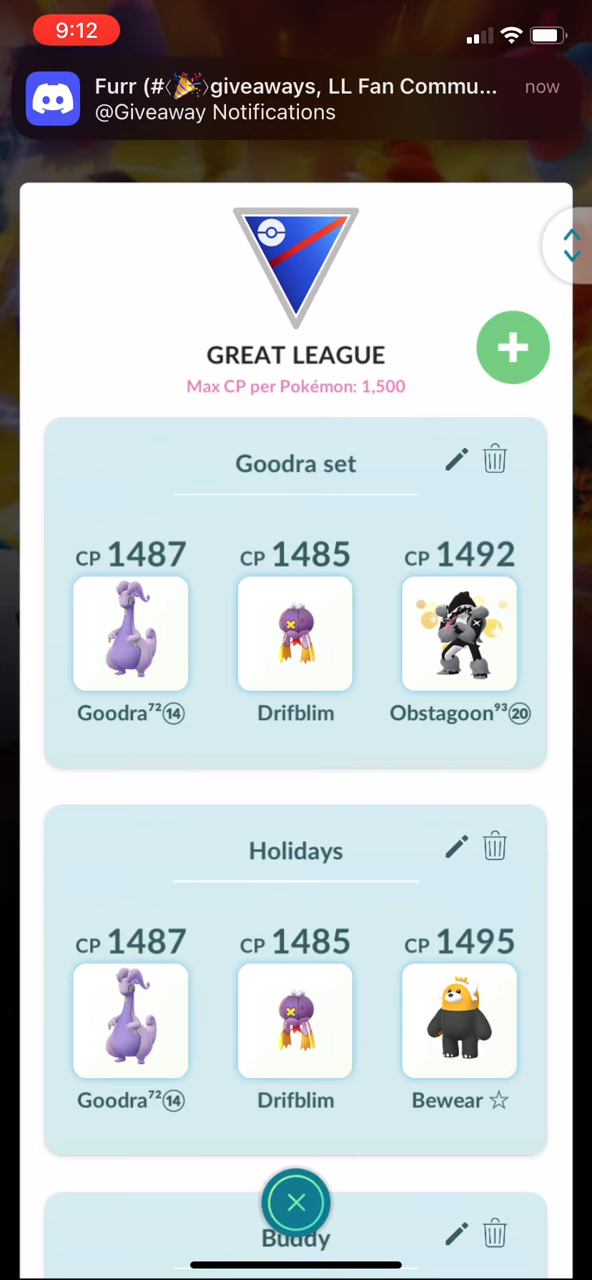 9:12
Furr (#〈🎉〉giveaways, LL Fan Commu... now
@Giveaway Notifications
GREAT LEAGUE
Max CP per Pokémon: 1,500
Goodra set
CP 1487 CP 1485 CP 1492
Goodra⁷²⑭ Drifblim Obstagoon⁹³⑳
Holidays
CP 1487 CP 1485 CP 1495
Goodra⁷²⑭ Drifblim Bewear ☆
Buddy